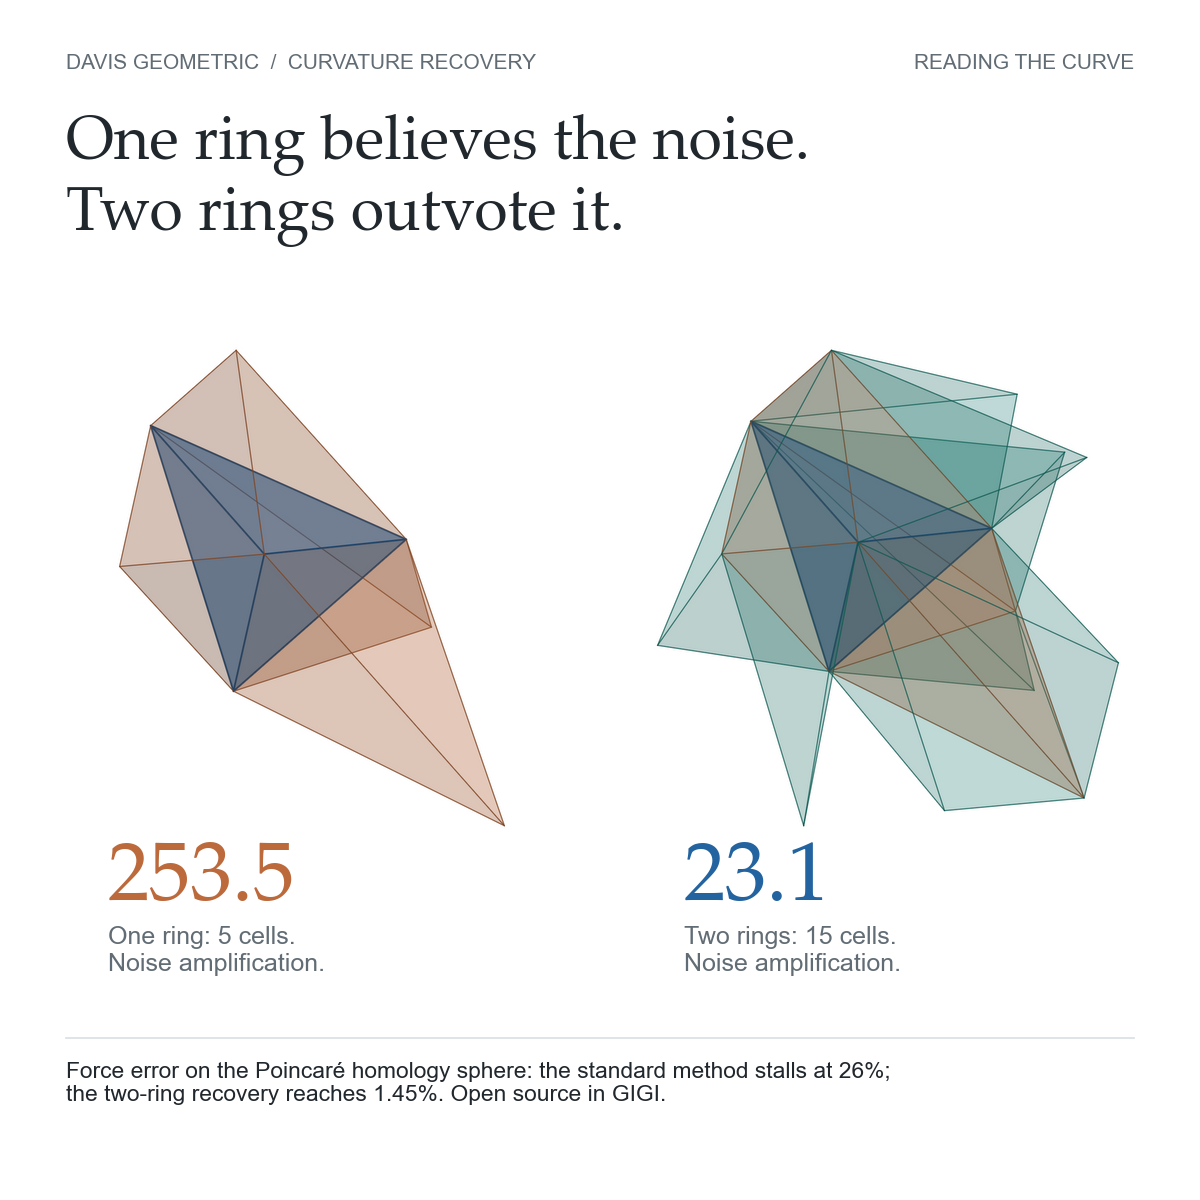 DAVIS GEOMETRIC / CURVATURE RECOVERY
READING THE CURVE
One ring believes the noise.
Two rings outvote it.
253.5
One ring: 5 cells.
Noise amplification.
23.1
Two rings: 15 cells.
Noise amplification.
Force error on the Poincaré homology sphere: the standard method stalls at 26%;
the two-ring recovery reaches 1.45%. Open source in GIGI.